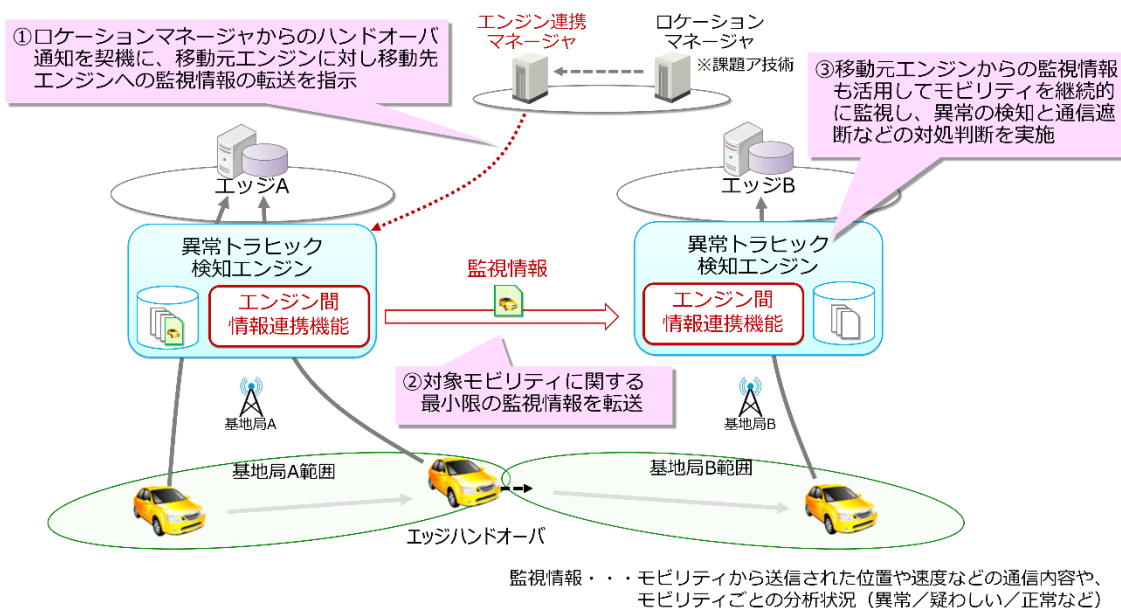 エンジン連携
マネージャ
ロケーション
マネージャ
※課題ア技術
①ロケーションマネージャからのハンドオーバ
通知を契機に、移動元エンジンに対し移動先
エンジンへの監視情報の転送を指示
③移動元エンジンからの監視情報
も活用してモビリティを継続的
に監視し、異常の検知と通信遮
断などの対処判断を実施
エッジA
エッジB
異常トラヒック
検知エンジン
エンジン間
情報連携機能
監視情報
異常トラヒック
検知エンジン
エンジン間
情報連携機能
②対象モビリティに関する
最小限の監視情報を転送
基地局A
基地局B
基地局A範囲
基地局B範囲
エッジハンドオーバ
監視情報・・・モビリティから送信された位置や速度などの通信内容や、
モビリティごとの分析状況（異常／疑わしい／正常など）